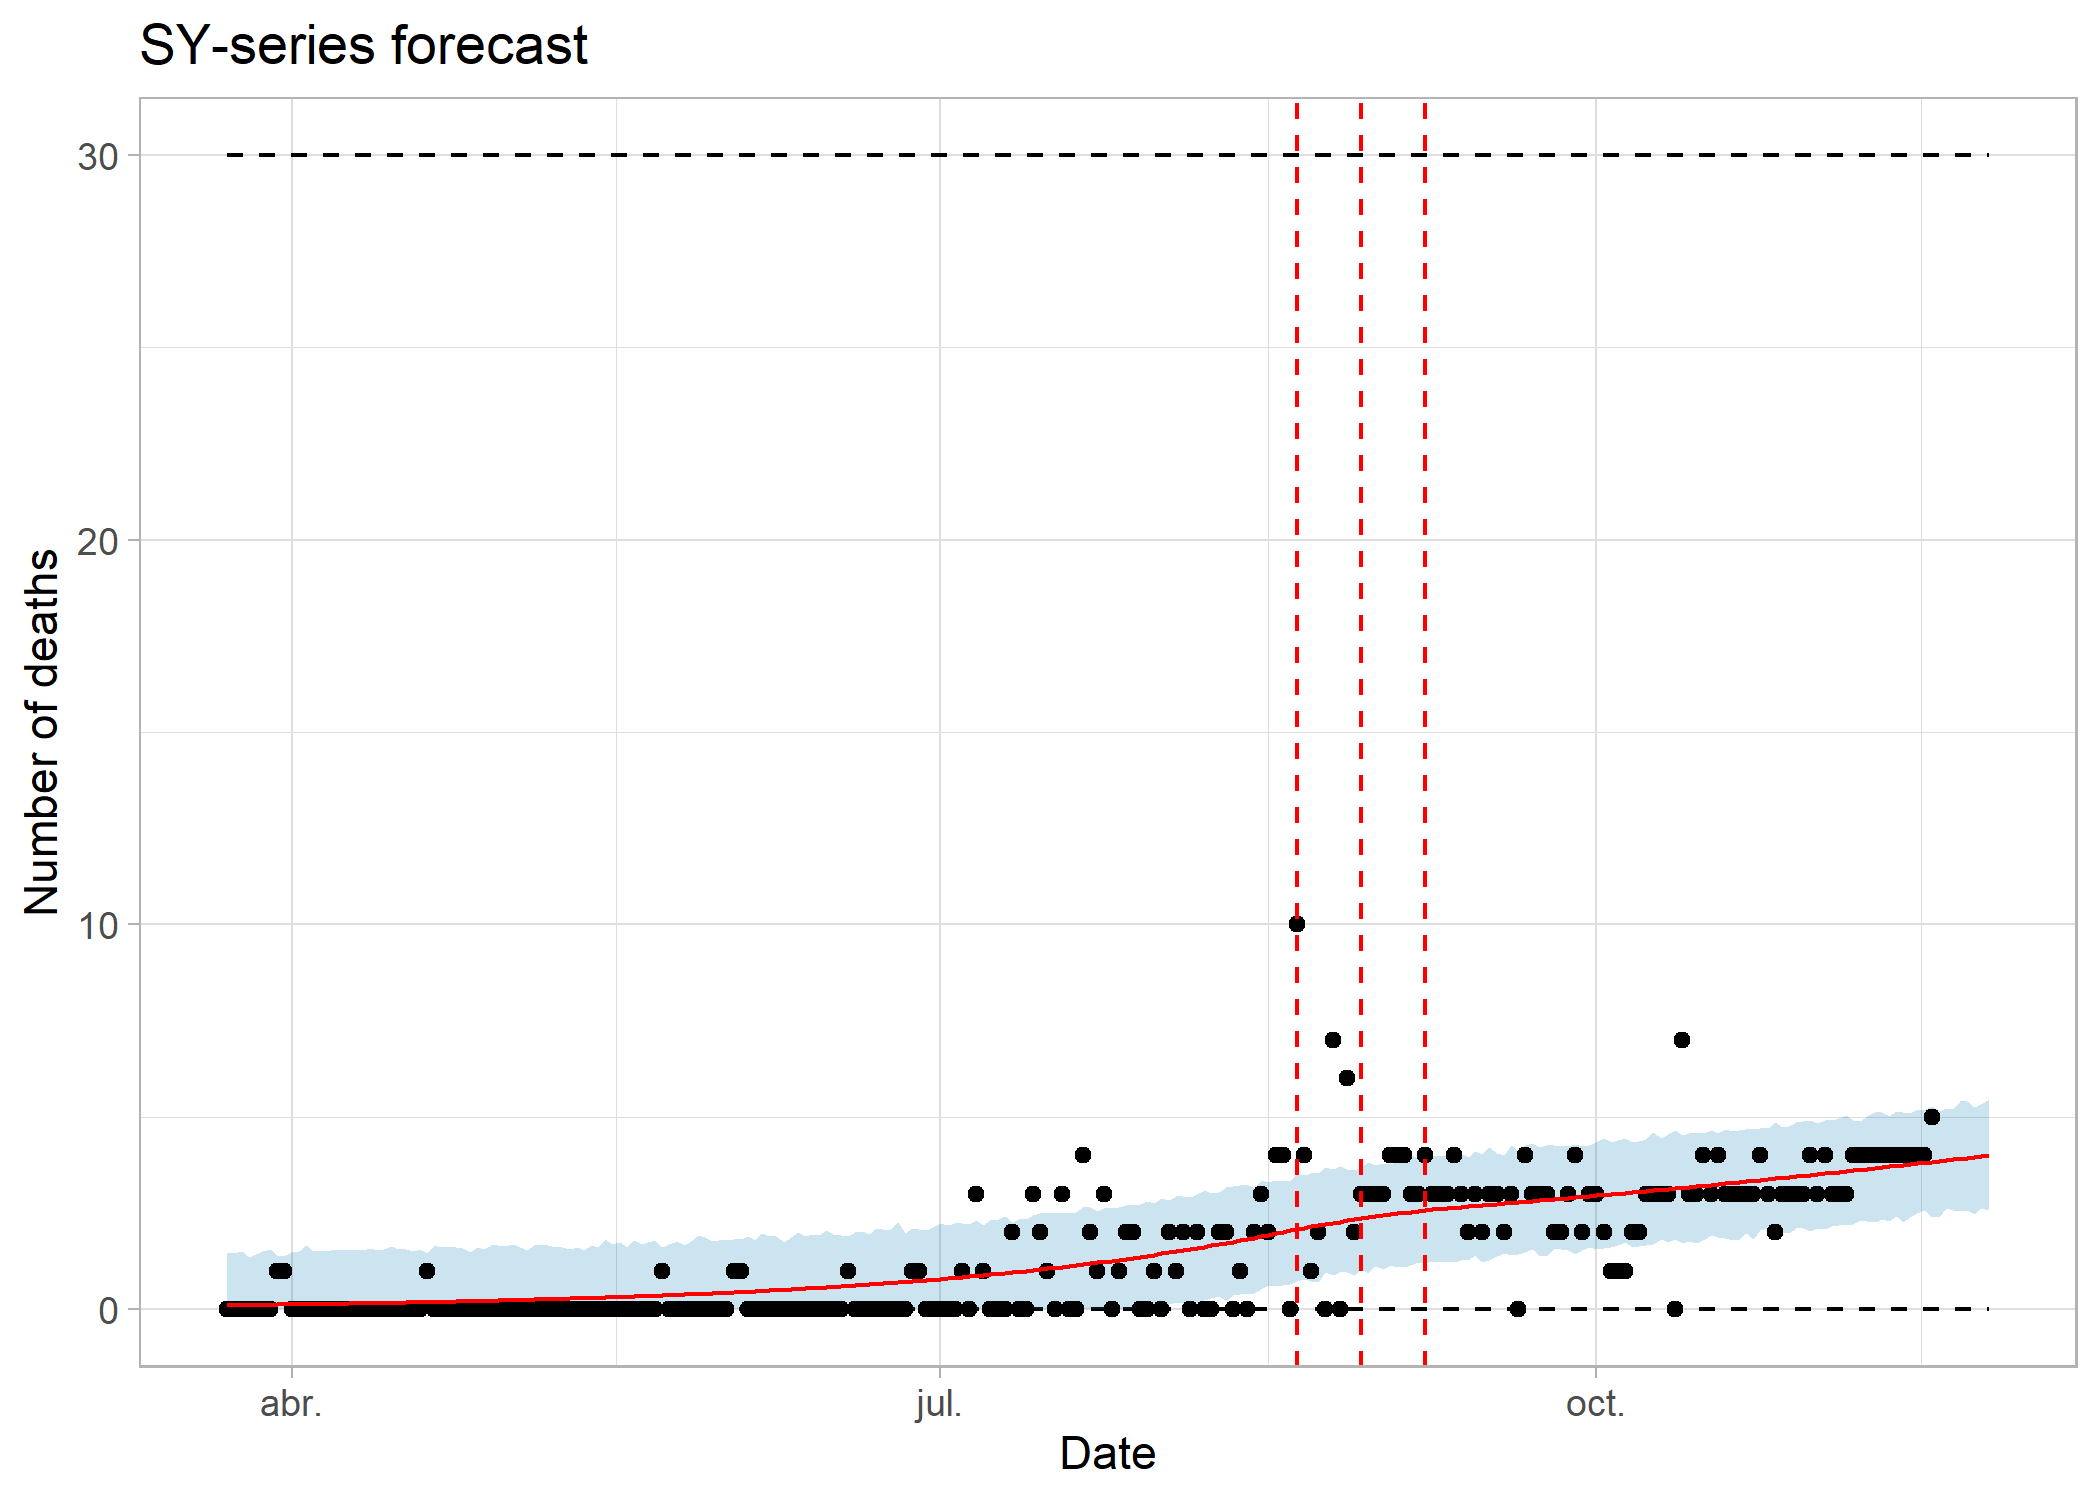 SY-series forecast
30
20
10
0
Number of deaths
abr.
jul.
oct.
Date